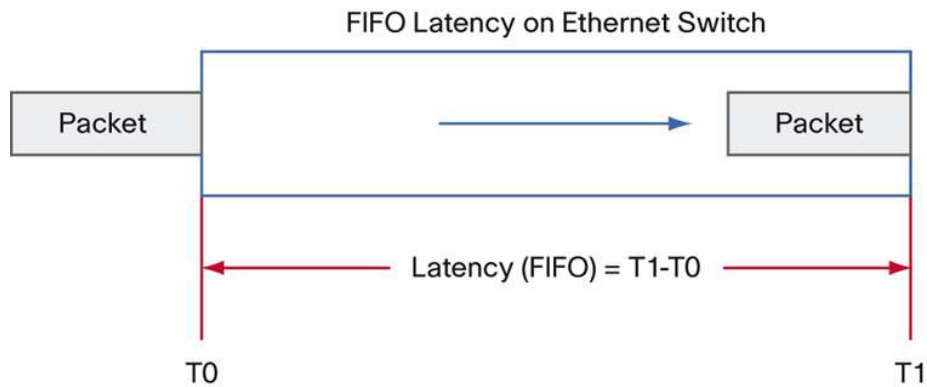 FIFO Latency on Ethernet Switch
Packet
Packet
Latency (FIFO) = T1-T0
T0
T1